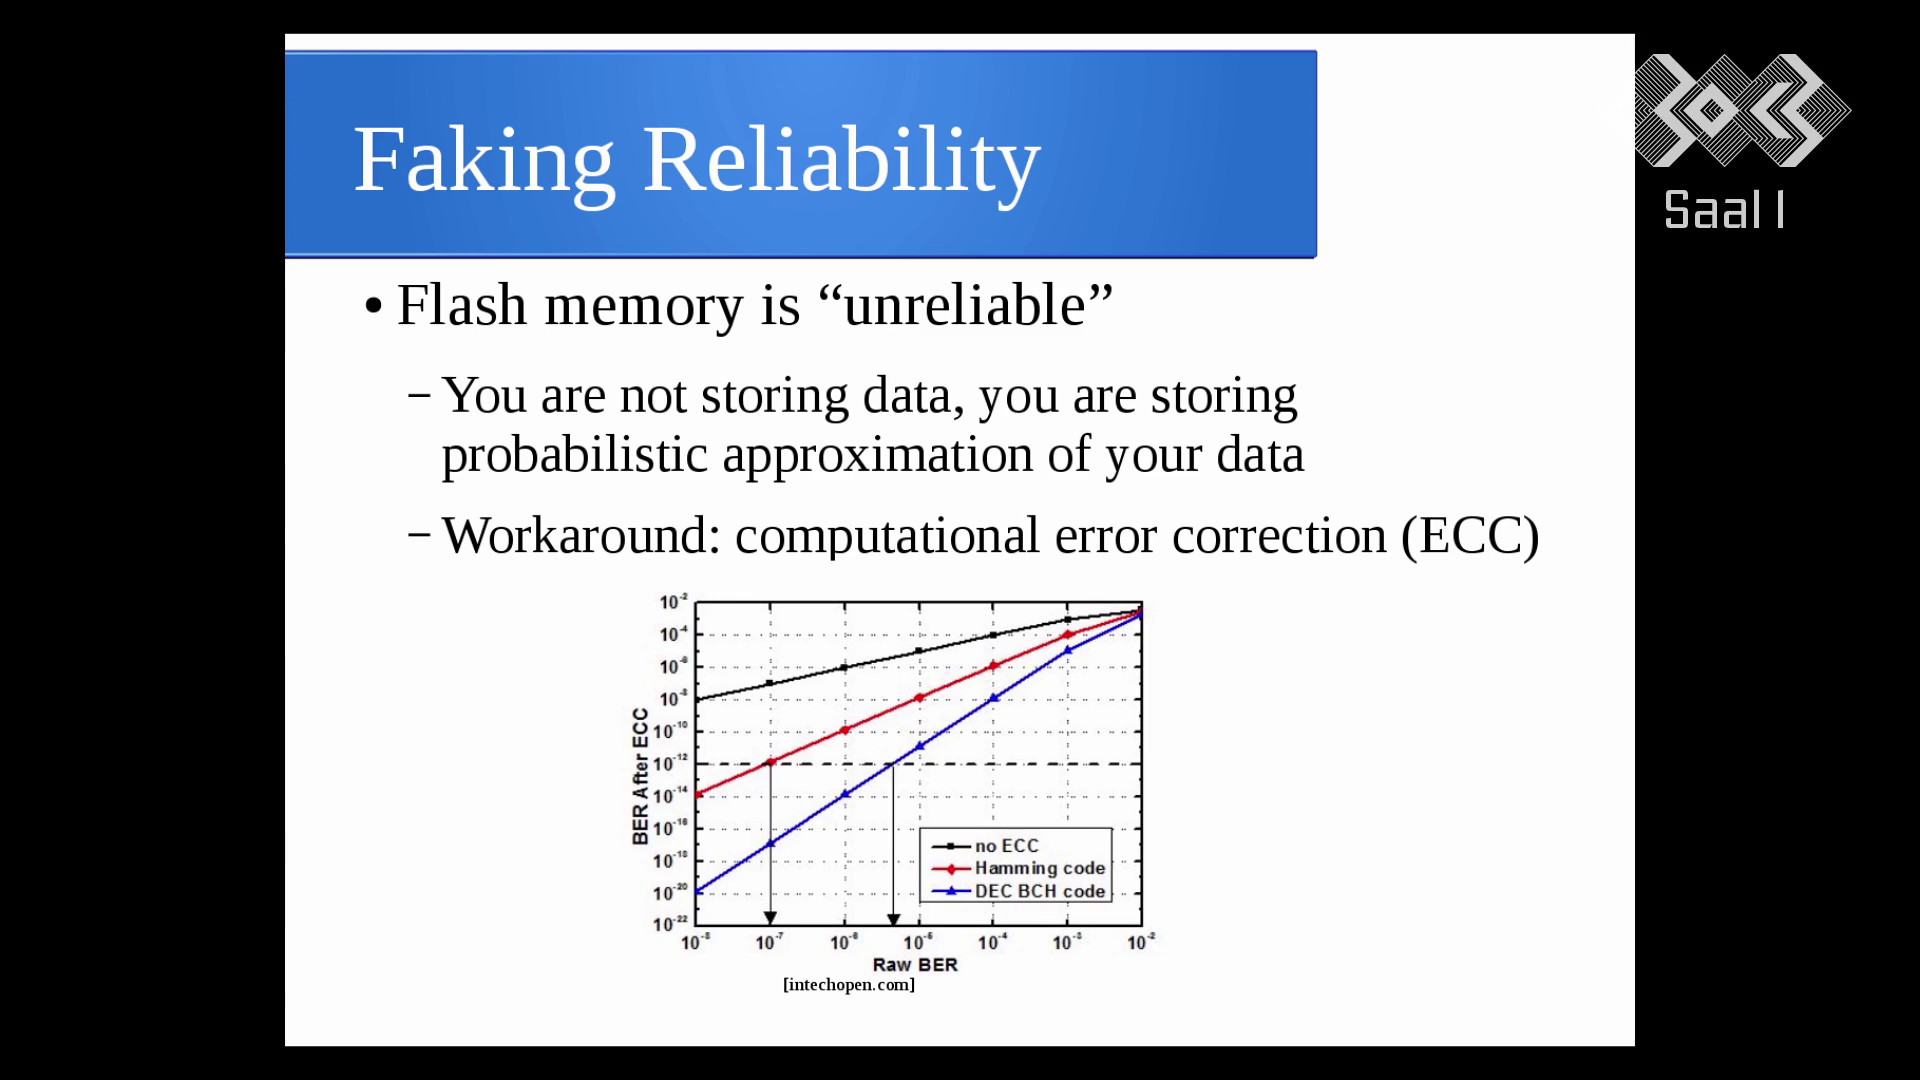 Faking Reliability
Saal 1
• Flash memory is “unreliable”
– You are not storing data, you are storing
probabilistic approximation of your data
– Workaround: computational error correction (ECC)
10⁻²
10⁻⁴
10⁻⁶
10⁻⁸
10⁻¹⁰
10⁻¹²
10⁻¹⁴
10⁻¹⁶
10⁻¹⁸
10⁻²⁰
10⁻²²
BER After ECC
no ECC
Hamming code
DEC BCH code
10⁻⁸ 10⁻⁷ 10⁻⁶ 10⁻⁵ 10⁻⁴ 10⁻³ 10⁻²
Raw BER
[intechopen.com]